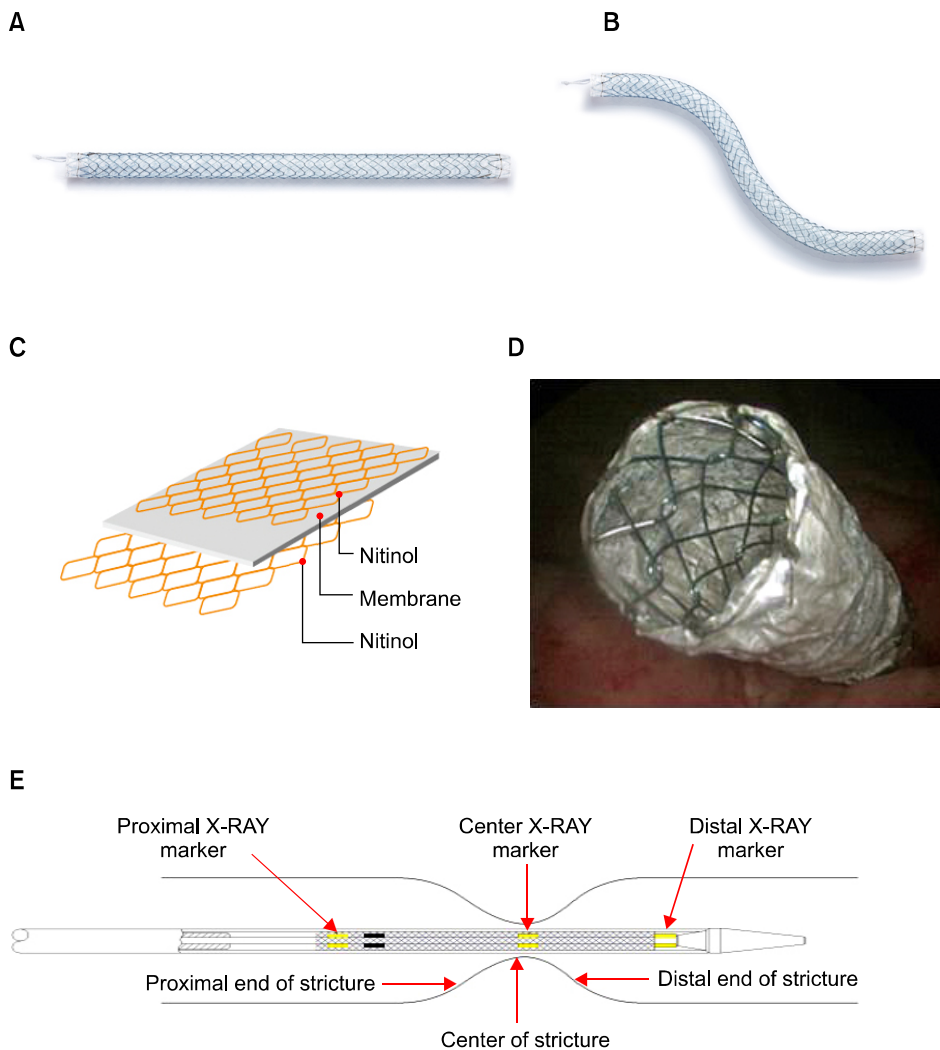 A
B
C
D
Nitinol
Membrane
Nitinol
E
Proximal X-RAY
marker
Center X-RAY
marker
Distal X-RAY
marker
Proximal end of stricture
Distal end of stricture
Center of stricture